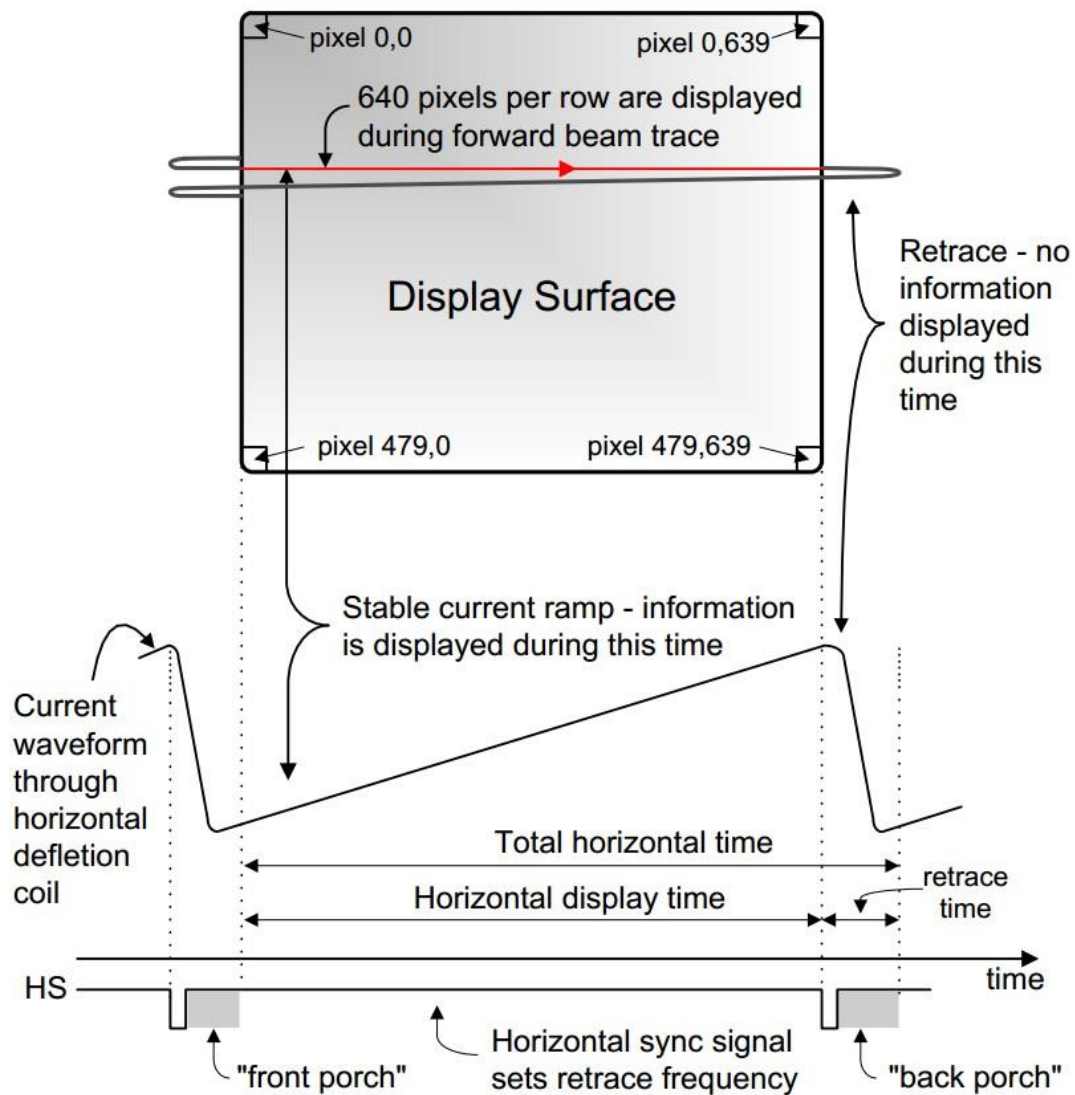 pixel 0,0
pixel 0,639
640 pixels per row are displayed
during forward beam trace
Retrace - no
information
displayed
during this
time
Display Surface
pixel 479,0
pixel 479,639
Stable current ramp - information
is displayed during this time
Current
waveform
through
horizontal
defletion
coil
Total horizontal time
Horizontal display time
retrace
time
time
HS
"front porch"
Horizontal sync signal
sets retrace frequency
"back porch"